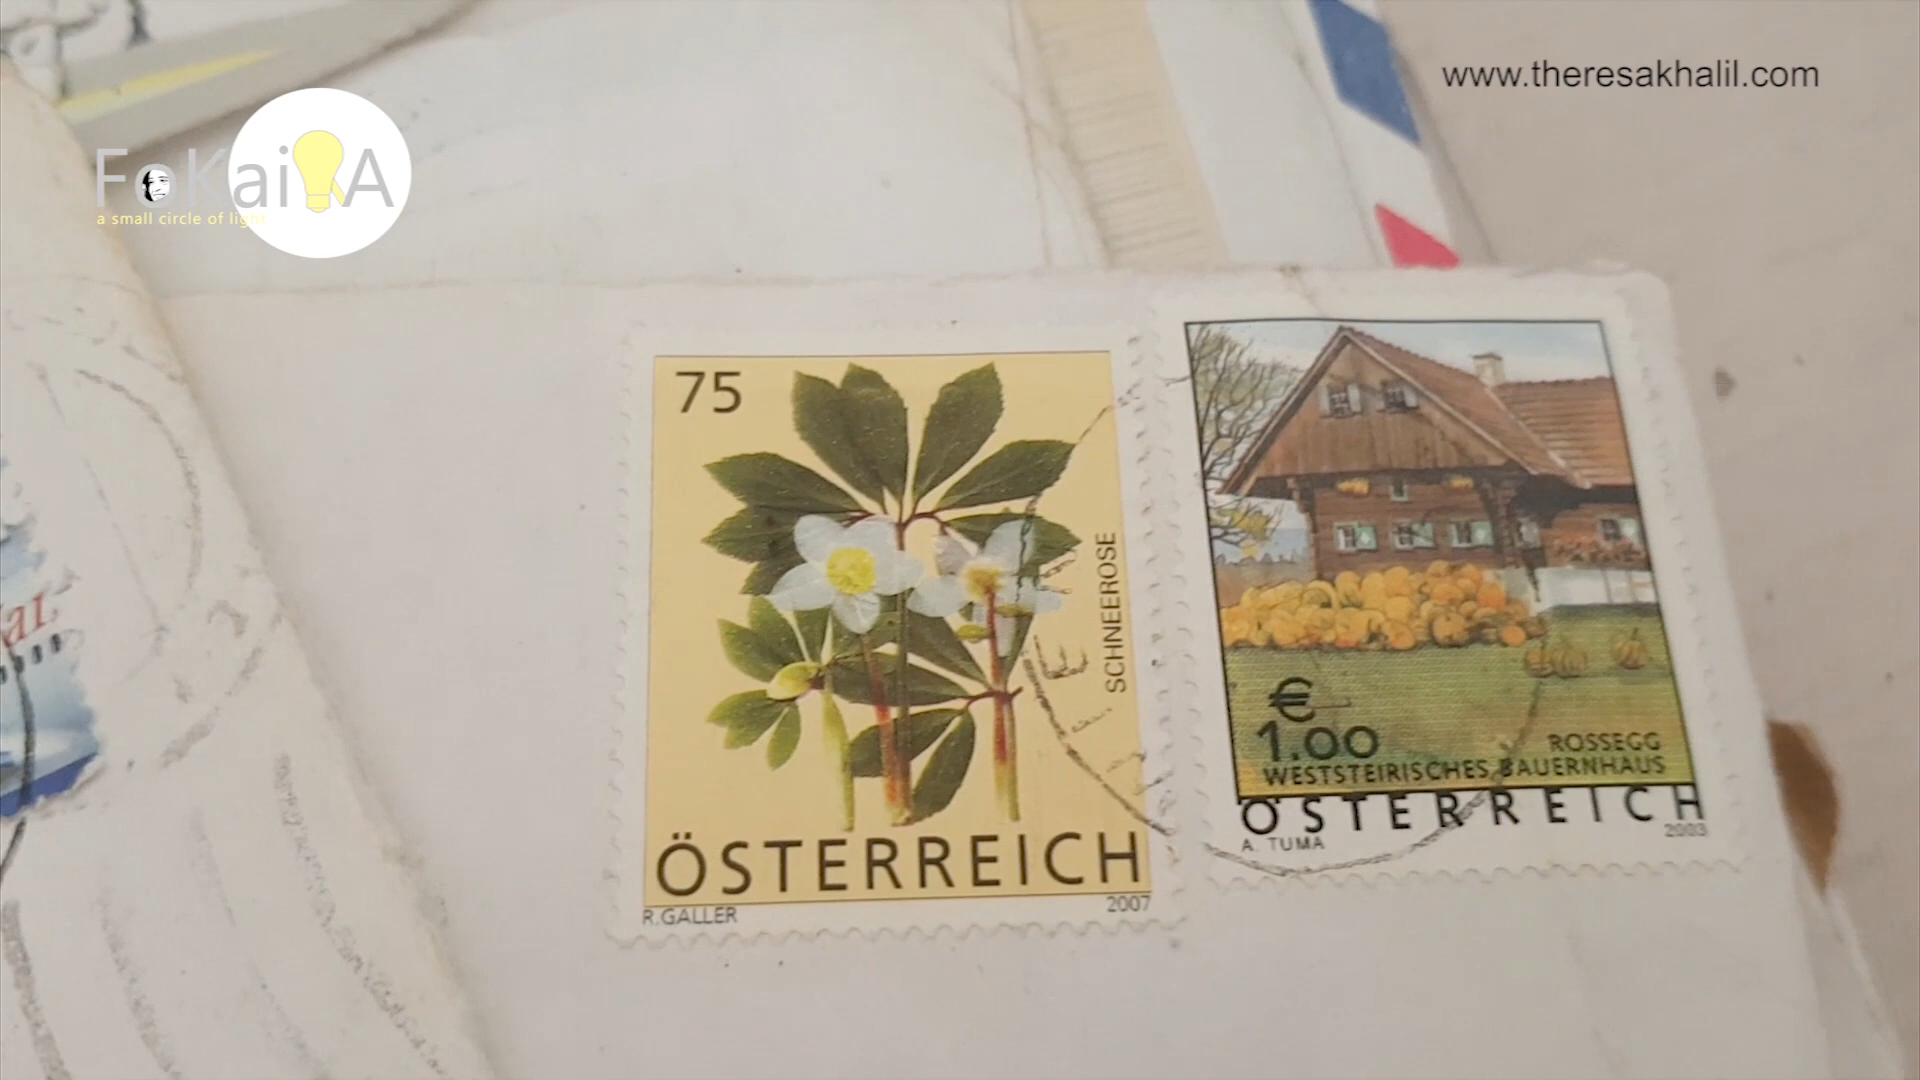 www.theresakhalil.com
FoKaiA
a small circle of light
75
SCHNEEROSE
ÖSTERREICH
R.GALLER
2007
€
1.00
ROSSEGG
WESTSTEIRISCHES BAUERNHAUS
ÖSTERREICH
A. TUMA
2003